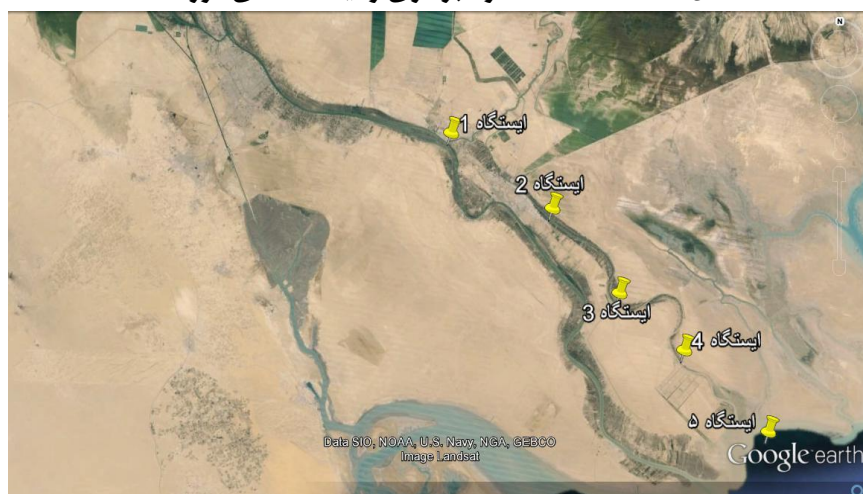 N
ایستگاه 1
ایستگاه 2
ایستگاه 3
ایستگاه 4
ایستگاه ۵
Data SIO, NOAA, U.S. Navy, NGA, GEBCO
Image Landsat
Google earth